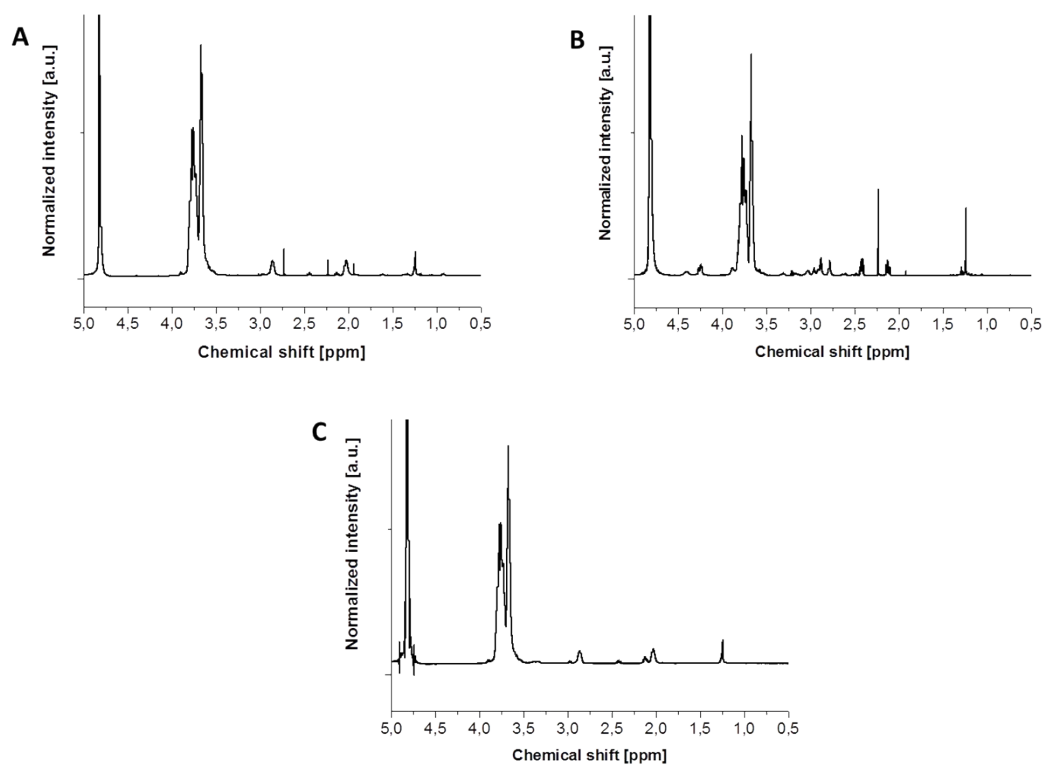 A
Normalized intensity [a.u.]
5,0 4,5 4,0 3,5 3,0 2,5 2,0 1,5 1,0 0,5
Chemical shift [ppm]
B
Normalized intensity [a.u.]
5,0 4,5 4,0 3,5 3,0 2,5 2,0 1,5 1,0 0,5
Chemical shift [ppm]
C
Normalized intensity [a.u.]
5,0 4,5 4,0 3,5 3,0 2,5 2,0 1,5 1,0 0,5
Chemical shift [ppm]